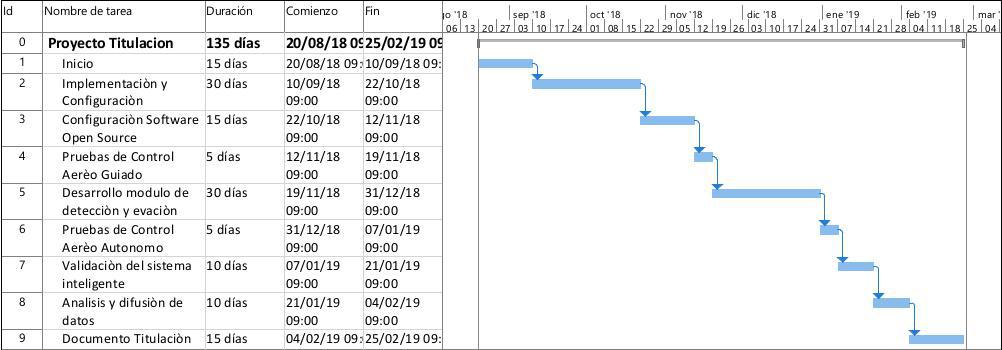 Id Nombre de tarea Duración Comienzo Fin
go '18 sep '18 oct '18 nov '18 dic '18 ene '19 feb '19 mar '
06 13 20 27 03 10 17 24 01 08 15 22 29 05 12 19 26 03 10 17 24 31 07 14 21 28 04 11 18 25 04
0 Proyecto Titulacion 135 días 20/08/18 09 25/02/19 09
1 Inicio 15 días 20/08/18 09: 10/09/18 09:
2 Implementaciòn y 30 días 10/09/18 22/10/18
Configuraciòn 09:00 09:00
3 Configuraciòn Software 15 días 22/10/18 12/11/18
Open Source 09:00 09:00
4 Pruebas de Control 5 días 12/11/18 19/11/18
Aerèo Guiado 09:00 09:00
5 Desarrollo modulo de 30 días 19/11/18 31/12/18
detecciòn y evaciòn 09:00 09:00
6 Pruebas de Control 5 días 31/12/18 07/01/19
Aerèo Autonomo 09:00 09:00
7 Validaciòn del sistema 10 días 07/01/19 21/01/19
inteligente 09:00 09:00
8 Analisis y difusiòn de 10 días 21/01/19 04/02/19
datos 09:00 09:00
9 Documento Titulaciòn 15 días 04/02/19 09: 25/02/19 09: